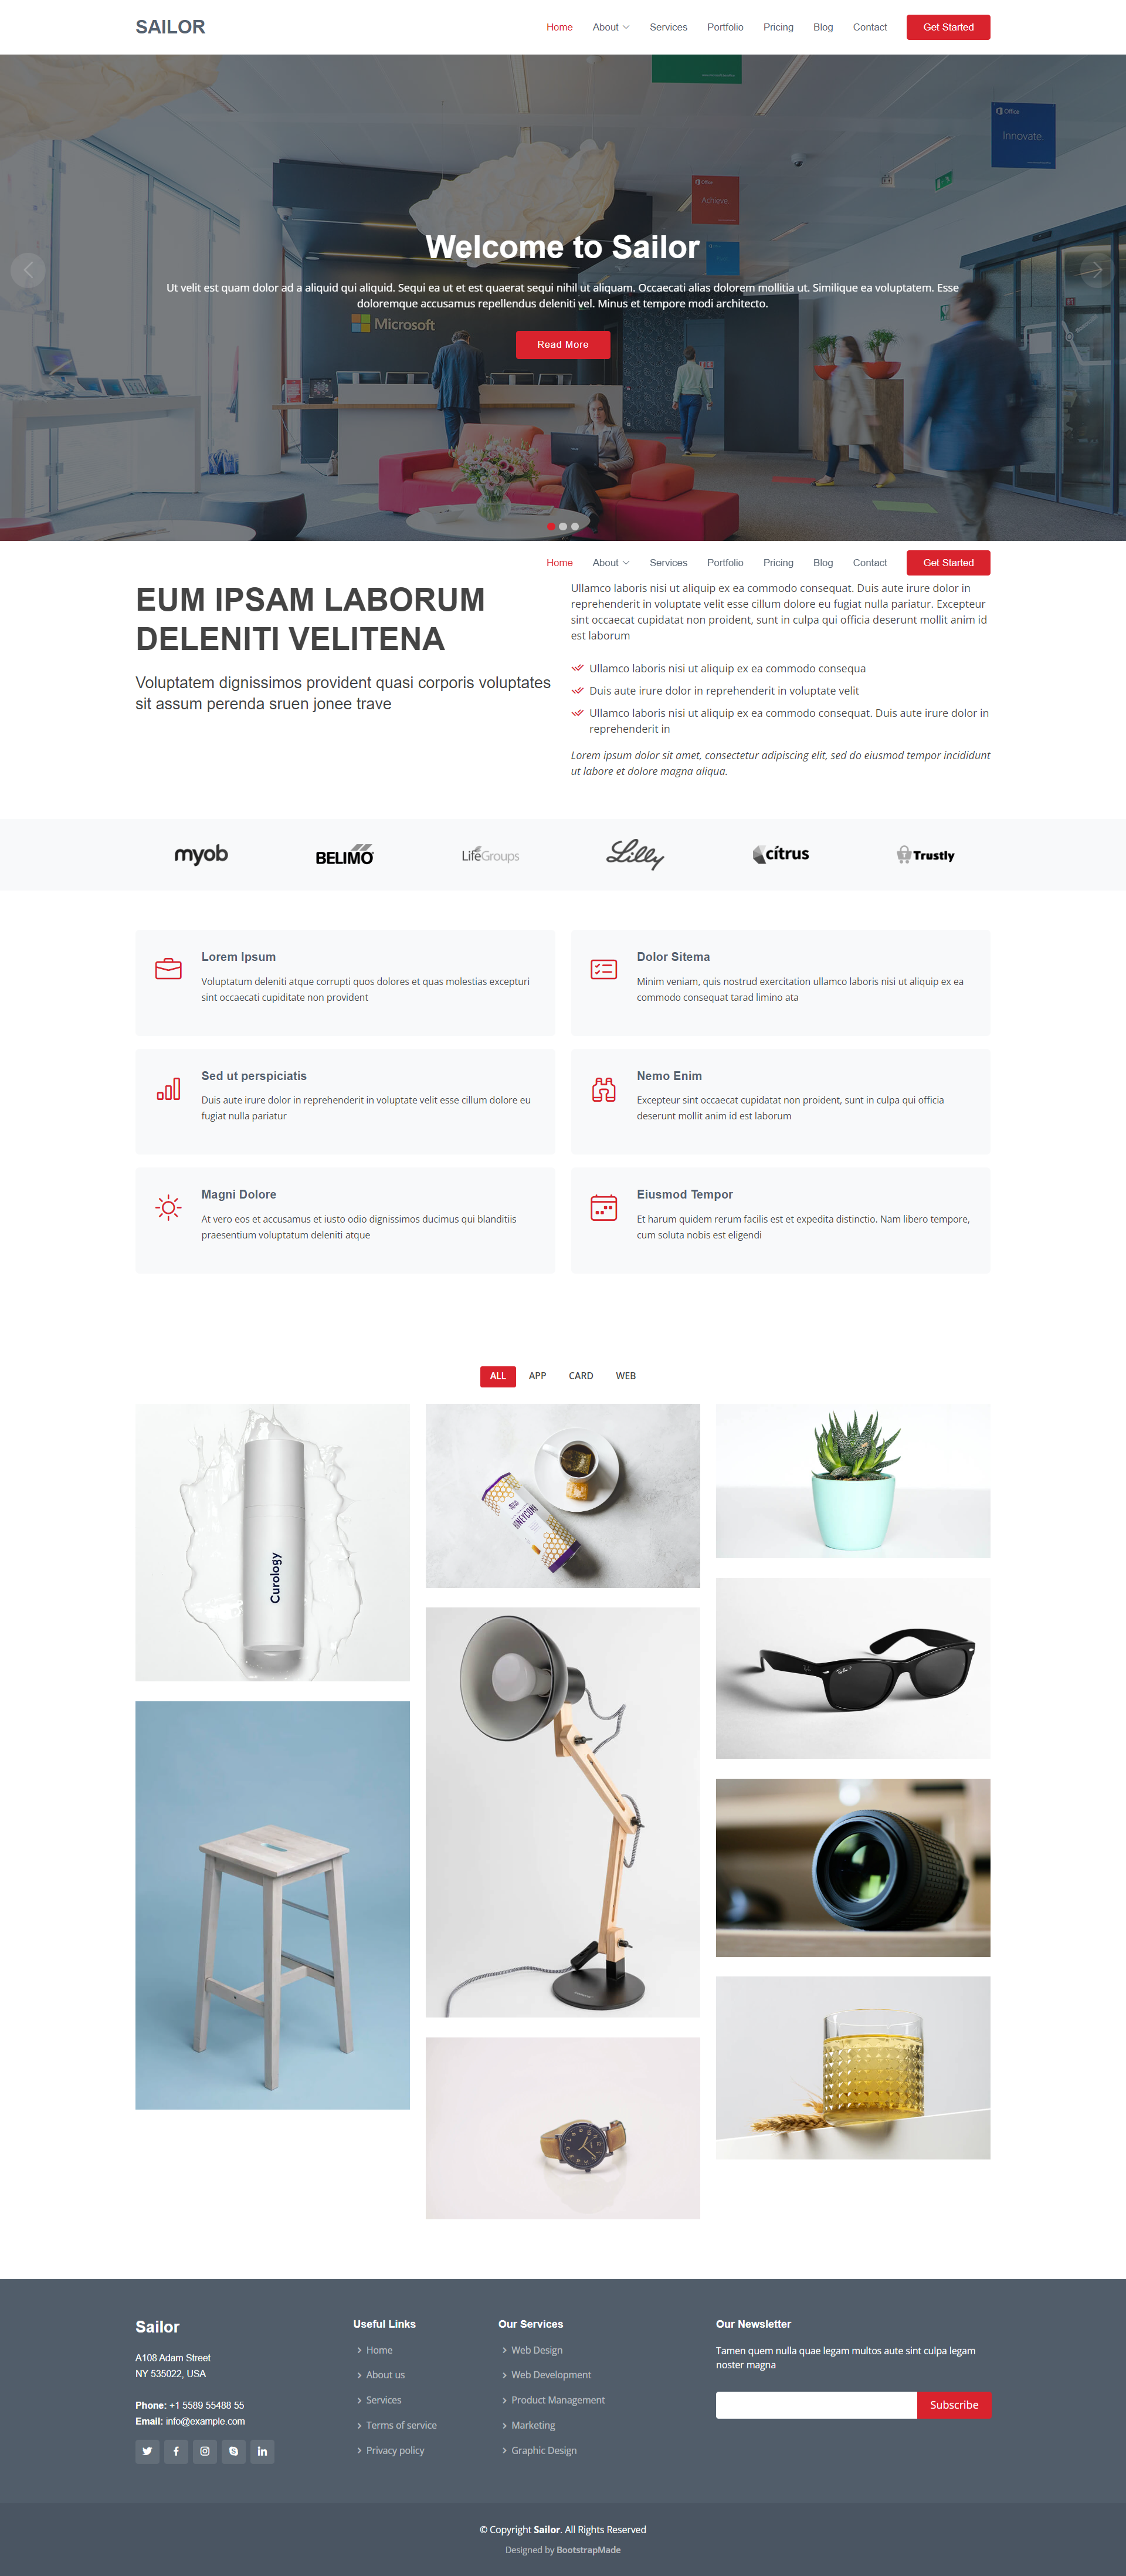 SAILOR
Home About Services Portfolio Pricing Blog Contact Get Started
Office
Innovate.
Office
Achieve.
Welcome to Sailor
Ut velit est quam dolor ad a aliquid qui aliquid. Sequi ea ut et est quaerat sequi nihil ut aliquam. Occaecati alias dolorem mollitia ut. Similique ea voluptatem. Esse
doloremque accusamus repellendus deleniti vel. Minus et tempore modi architecto.
Microsoft
Read More
Home About Services Portfolio Pricing Blog Contact Get Started
EUM IPSAM LABORUM
DELENITI VELITENA
Voluptatem dignissimos provident quasi corporis voluptates
sit assum perenda sruen jonee trave
Ullamco laboris nisi ut aliquip ex ea commodo consequat. Duis aute irure dolor in
reprehenderit in voluptate velit esse cillum dolore eu fugiat nulla pariatur. Excepteur
sint occaecat cupidatat non proident, sunt in culpa qui officia deserunt mollit anim id
est laborum
Ullamco laboris nisi ut aliquip ex ea commodo consequa
Duis aute irure dolor in reprehenderit in voluptate velit
Ullamco laboris nisi ut aliquip ex ea commodo consequat. Duis aute irure dolor in
reprehenderit in
Lorem ipsum dolor sit amet, consectetur adipiscing elit, sed do eiusmod tempor incididunt
ut labore et dolore magna aliqua.
myob BELIMO LifeGroups Lilly citrus Trustly
Lorem Ipsum
Voluptatum deleniti atque corrupti quos dolores et quas molestias excepturi
sint occaecati cupiditate non provident
Dolor Sitema
Minim veniam, quis nostrud exercitation ullamco laboris nisi ut aliquip ex ea
commodo consequat tarad limino ata
Sed ut perspiciatis
Duis aute irure dolor in reprehenderit in voluptate velit esse cillum dolore eu
fugiat nulla pariatur
Nemo Enim
Excepteur sint occaecat cupidatat non proident, sunt in culpa qui officia
deserunt mollit anim id est laborum
Magni Dolore
At vero eos et accusamus et iusto odio dignissimos ducimus qui blanditiis
praesentium voluptatum deleniti atque
Eiusmod Tempor
Et harum quidem rerum facilis est et expedita distinctio. Nam libero tempore,
cum soluta nobis est eligendi
ALL APP CARD WEB
Curology
HONEYCOMB
Ray-Ban
Sailor
A108 Adam Street
NY 535022, USA
Phone: +1 5589 55488 55
Email: info@example.com
Useful Links
Home
About us
Services
Terms of service
Privacy policy
Our Services
Web Design
Web Development
Product Management
Marketing
Graphic Design
Our Newsletter
Tamen quem nulla quae legam multos aute sint culpa legam
noster magna
Subscribe
© Copyright Sailor. All Rights Reserved
Designed by BootstrapMade